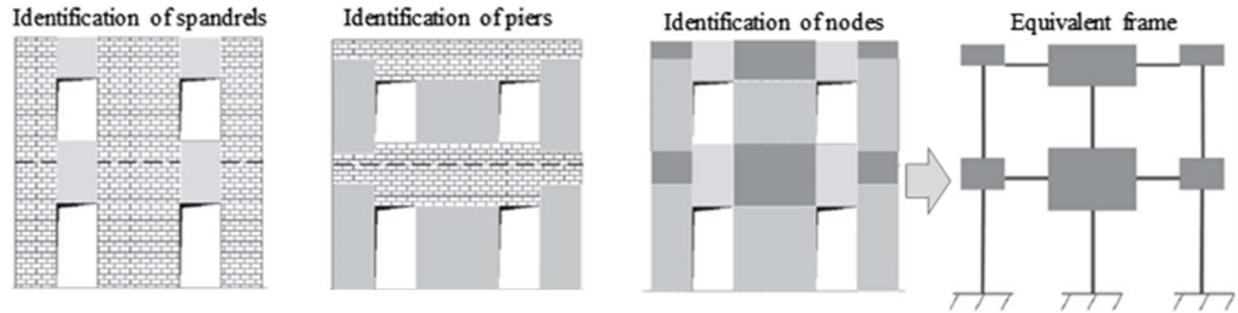 Identification of spandrels
Identification of piers
Identification of nodes
Equivalent frame